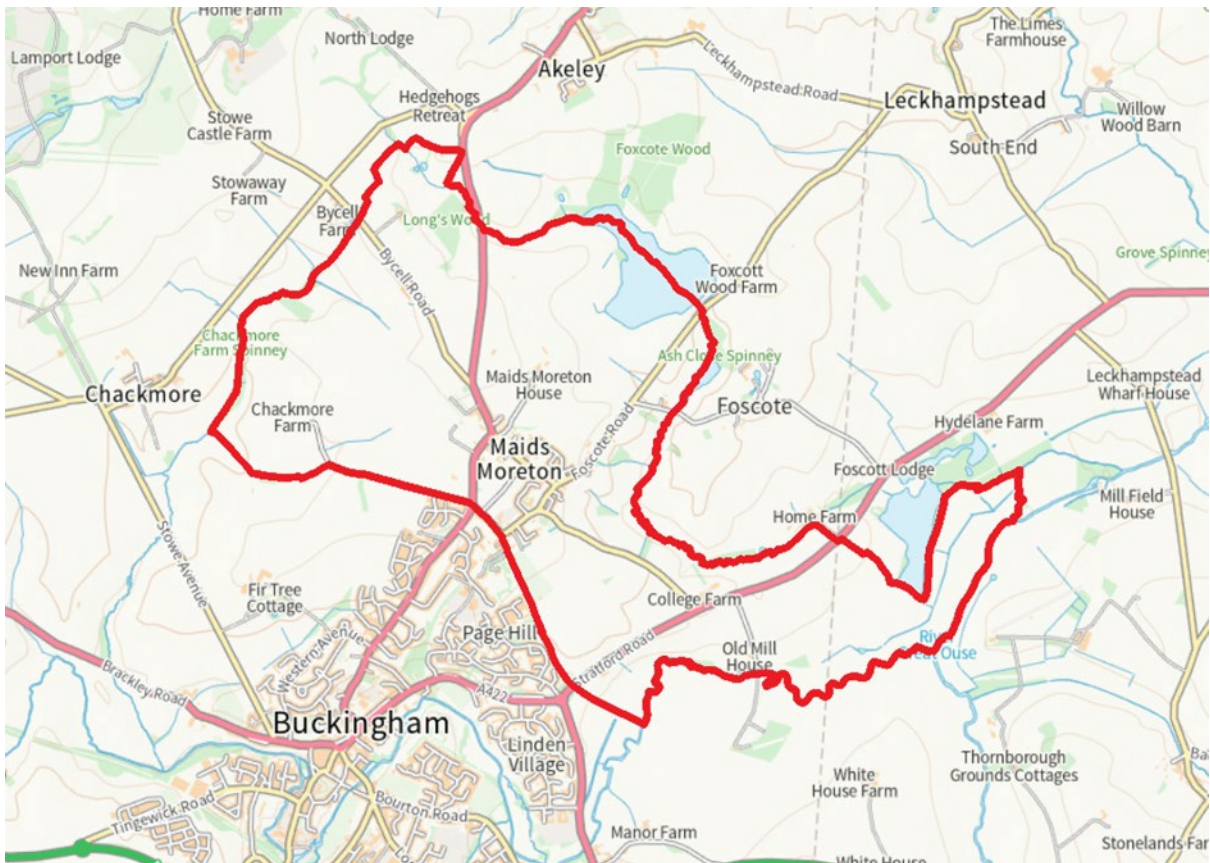 Home Farm
North Lodge
Lamport Lodge
Akeley
Leckhampstead Road
The Limes
Farmhouse
Hedgehogs
Retreat
Leckhampstead
Willow
Wood Barn
Stowe
Castle Farm
Foxcote Wood
South End
Stowaway
Farm
Bycell
Farm
Long's Wood
Bycell Road
New Inn Farm
Foxcott
Wood Farm
Grove Spinney
Chackmore
Farm Spinney
Ash Close Spinney
Maids Moreton
House
Leckhampstead
Wharf House
Chackmore
Chackmore
Farm
Foscote
Hydelane Farm
Maids
Moreton
Foscote Road
Foscott Lodge
Mill Field
House
Home Farm
Stowe Avenue
Fir Tree
Cottage
College Farm
Page Hill
Old Mill
House
Great Ouse
Western Avenue
Stratford Road
Brackley Road
A422
Buckingham
Linden
Village
Thornborough
Grounds Cottages
White
House Farm
Tingewick Road
Bourton Road
Manor Farm
White House
Stonelands